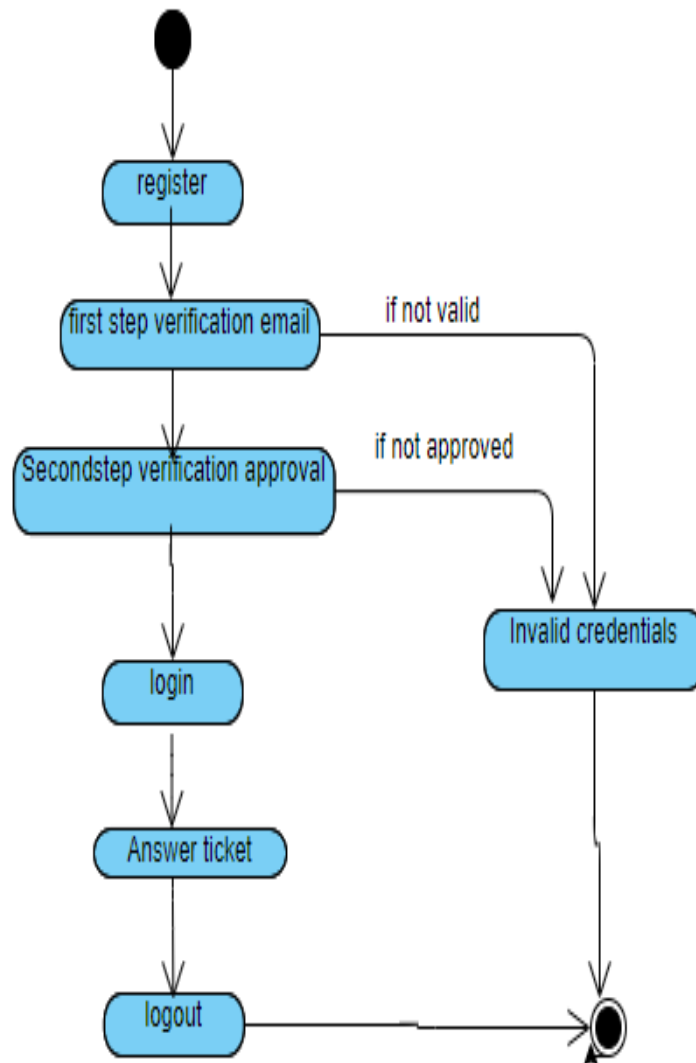 register
first step verification email
if not valid
Secondstep verification approval
if not approved
Invalid credentials
login
Answer ticket
logout